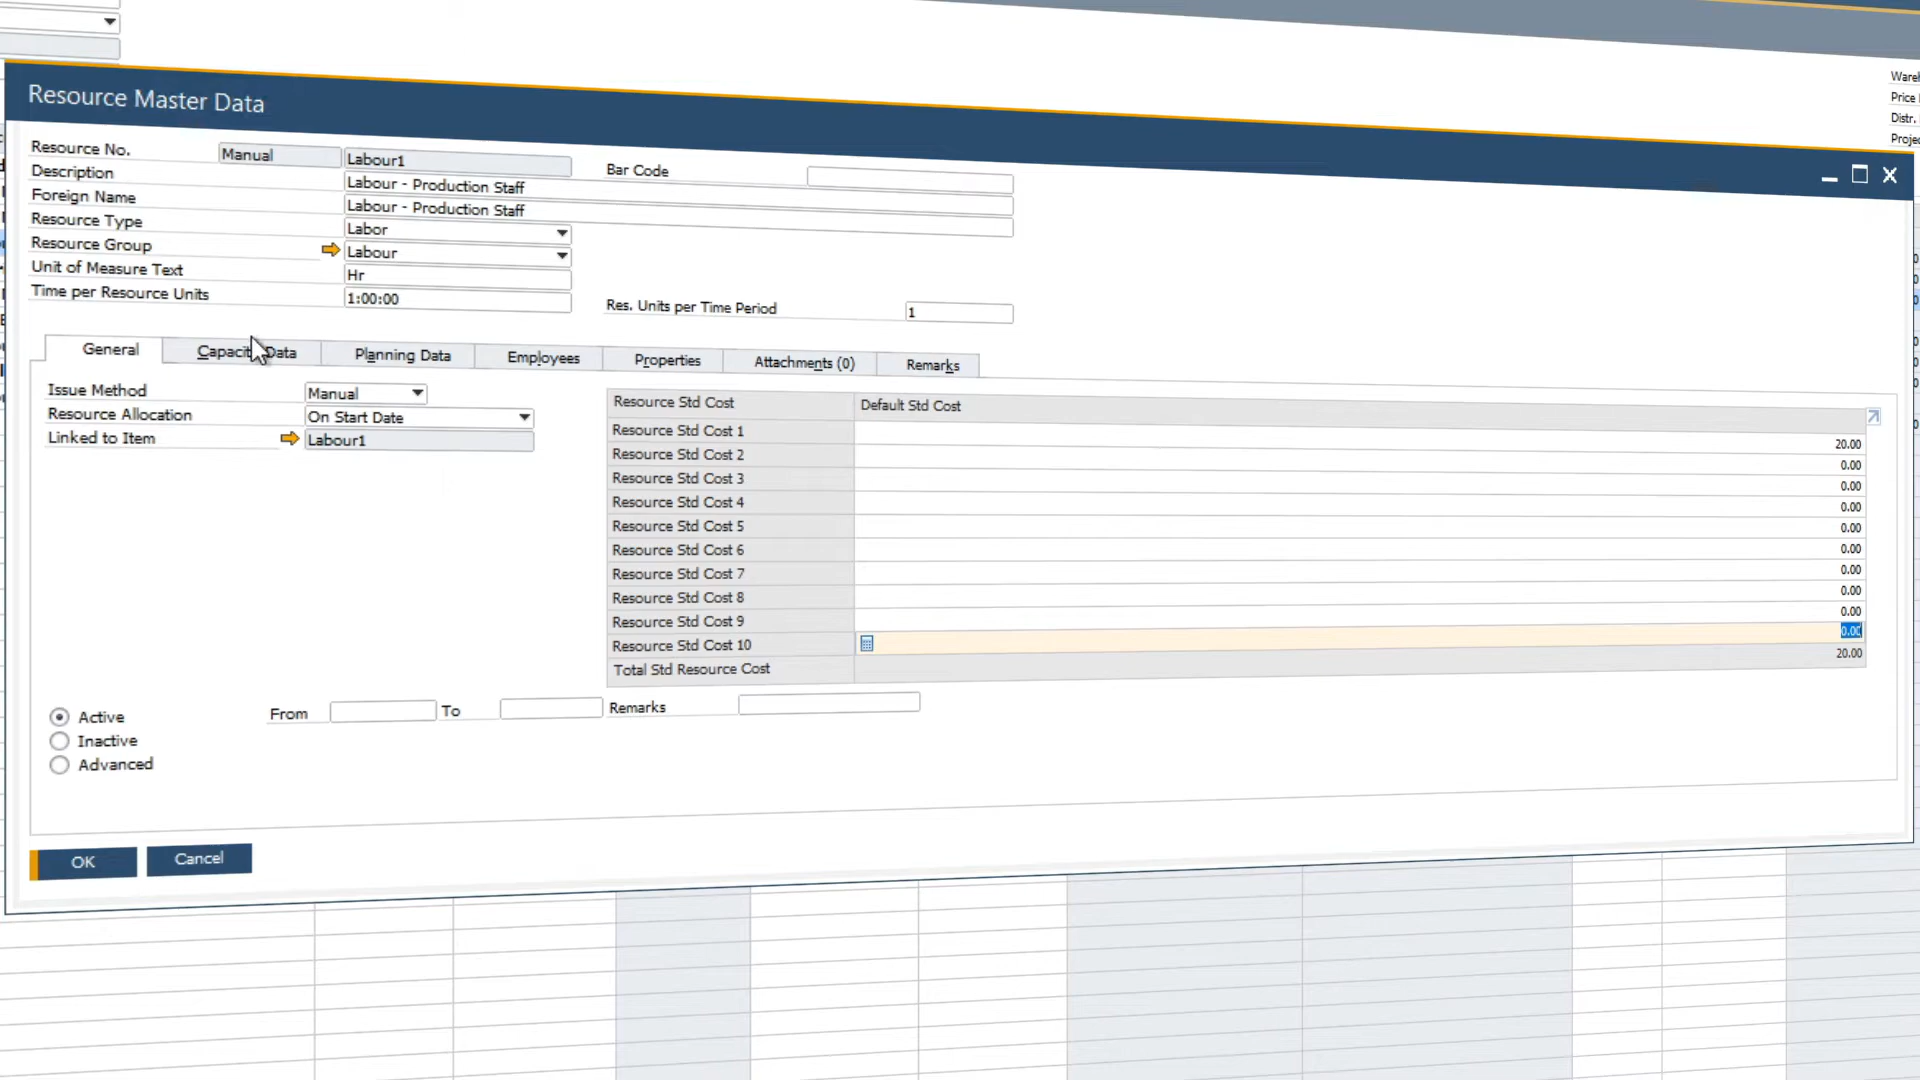 Wareh
Price
Distr.
Projec
Resource Master Data
Resource No. Manual Labour1 Bar Code
Description Labour - Production Staff
Foreign Name Labour - Production Staff
Resource Type Labor
Resource Group Labour
Unit of Measure Text Hr
Time per Resource Units 1:00:00 Res. Units per Time Period 1
General Capacity Data Planning Data Employees Properties Attachments (0) Remarks
Issue Method Manual
Resource Allocation On Start Date
Linked to Item Labour1
Resource Std Cost Default Std Cost
Resource Std Cost 1 20.00
Resource Std Cost 2 0.00
Resource Std Cost 3 0.00
Resource Std Cost 4 0.00
Resource Std Cost 5 0.00
Resource Std Cost 6 0.00
Resource Std Cost 7 0.00
Resource Std Cost 8 0.00
Resource Std Cost 9 0.00
Resource Std Cost 10 0.00
Total Std Resource Cost 20.00
Active From To Remarks
Inactive
Advanced
OK Cancel